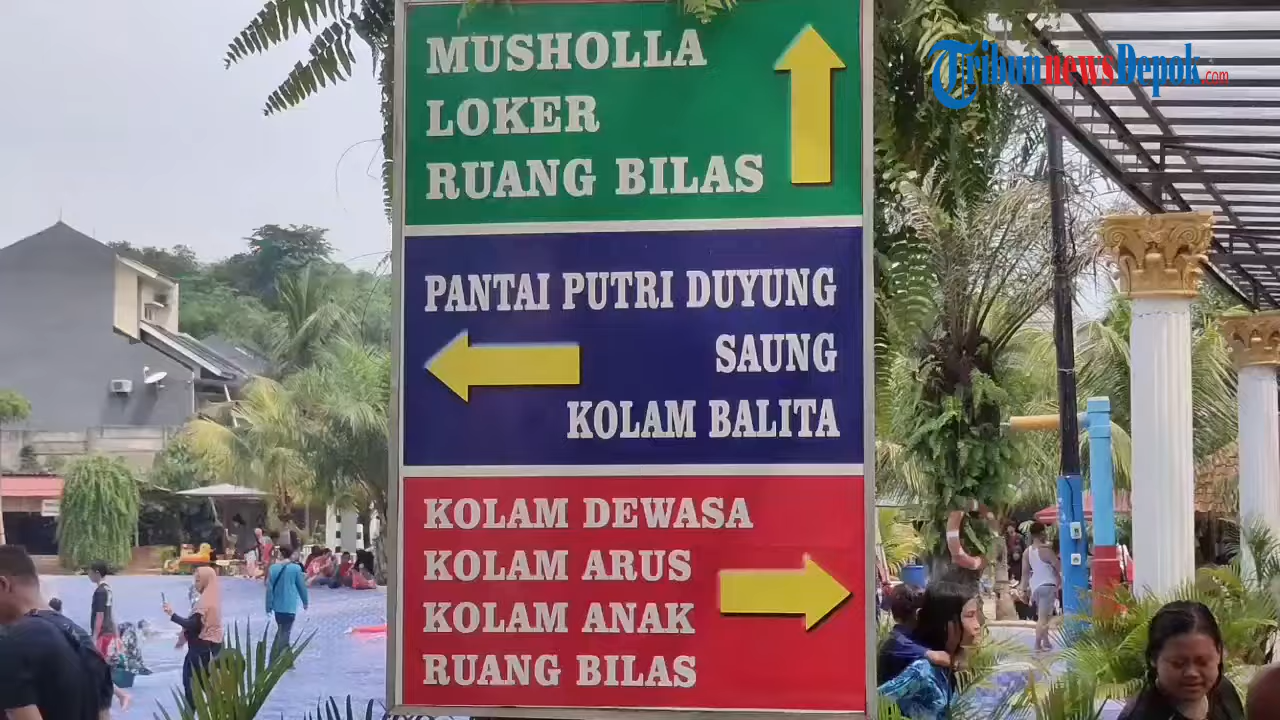 TribunnewsDepok.com
MUSHOLLA
LOKER
RUANG BILAS
PANTAI PUTRI DUYUNG
SAUNG
KOLAM BALITA
KOLAM DEWASA
KOLAM ARUS
KOLAM ANAK
RUANG BILAS